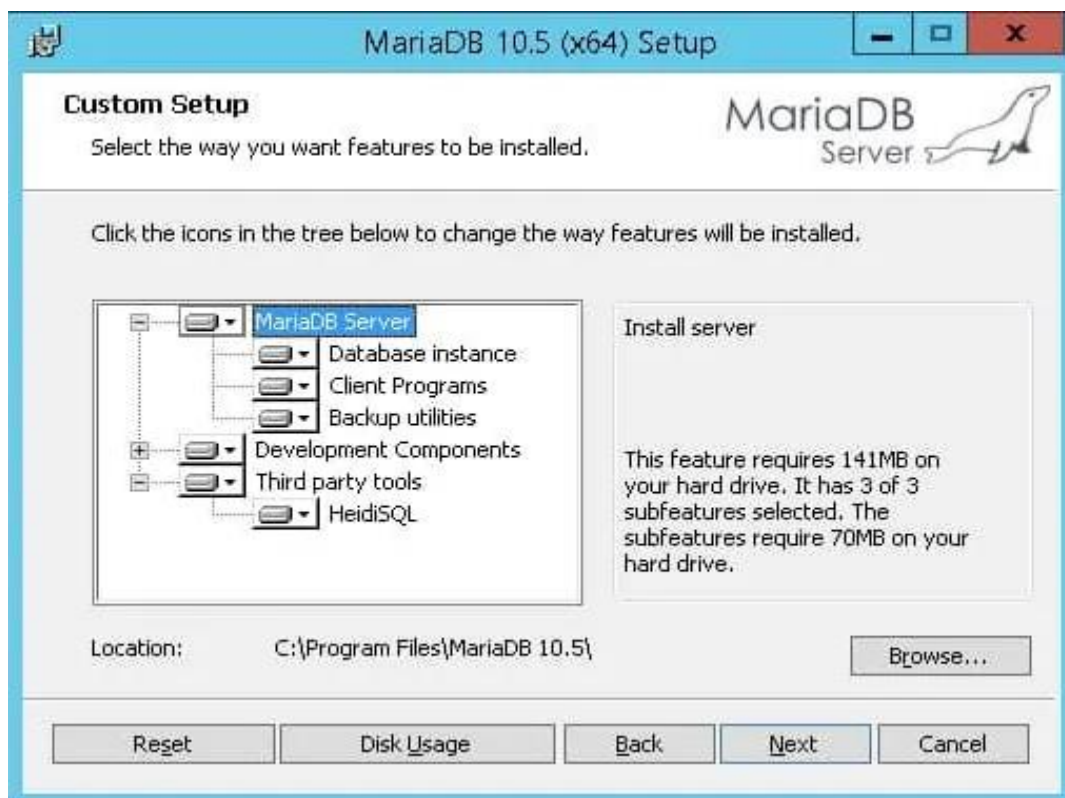 MariaDB 10.5 (x64) Setup
Custom Setup
Select the way you want features to be installed.
MariaDB
Server
Click the icons in the tree below to change the way features will be installed.
MariaDB Server
Database instance
Client Programs
Backup utilities
Development Components
Third party tools
HeidiSQL
Install server
This feature requires 141MB on
your hard drive. It has 3 of 3
subfeatures selected. The
subfeatures require 70MB on your
hard drive.
Location: C:\Program Files\MariaDB 10.5\
Browse...
Reset Disk Usage Back Next Cancel